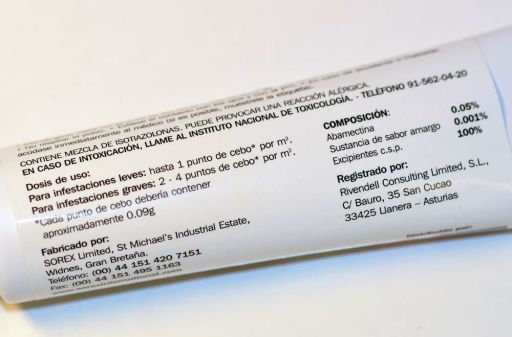 acúdase inmediatamente al médico (si es posible, muéstrele la etiqueta).
CONTIENE MEZCLA DE ISOTIAZOLONAS. PUEDE PROVOCAR UNA REACCIÓN ALÉRGICA.
EN CASO DE INTOXICACIÓN, LLAME AL INSTITUTO NACIONAL DE TOXICOLOGÍA. - TELÉFONO 91-562-04-20
Dosis de uso:
Para infestaciones leves: hasta 1 punto de cebo* por m².
Para infestaciones graves: 2 - 4 puntos de cebo* por m².
*Cada punto de cebo debería contener
aproximadamente 0.09g
Fabricado por:
SOREX Limited, St Michael's Industrial Estate,
Widnes, Gran Bretaña.
Teléfono: (00) 44 151 420 7151
Fax: (00) 44 151 495 1163
www.sorexinternational.com
COMPOSICIÓN:
Abamectina 0.05%
Sustancia de sabor amargo 0.001%
Excipientes c.s.p. 100%
Registrado por:
Rivendell Consulting Limited, S.L.,
C/ Bauro, 35 San Cucao
33425 Llanera – Asturias
Distribuido por: